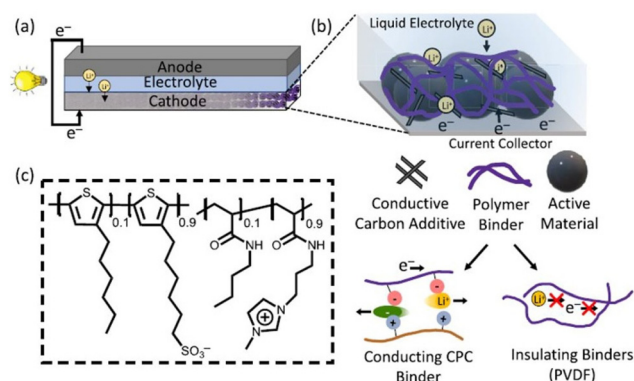 (a)
e−
Anode
Li+
Electrolyte
Li+
Cathode
e−
(b)
Liquid Electrolyte
Li+
Li+
Li+
Li+
e−
e−
e−
Current Collector
Conductive
Carbon Additive
Polymer
Binder
Active
Material
(c)
S
S
0.1
0.9
0.1
0.9
O
NH
O
NH
N
N
+
SO3−
e−
-
-
Li+
+
+
Conducting CPC
Binder
Li+
e−
Insulating Binders
(PVDF)